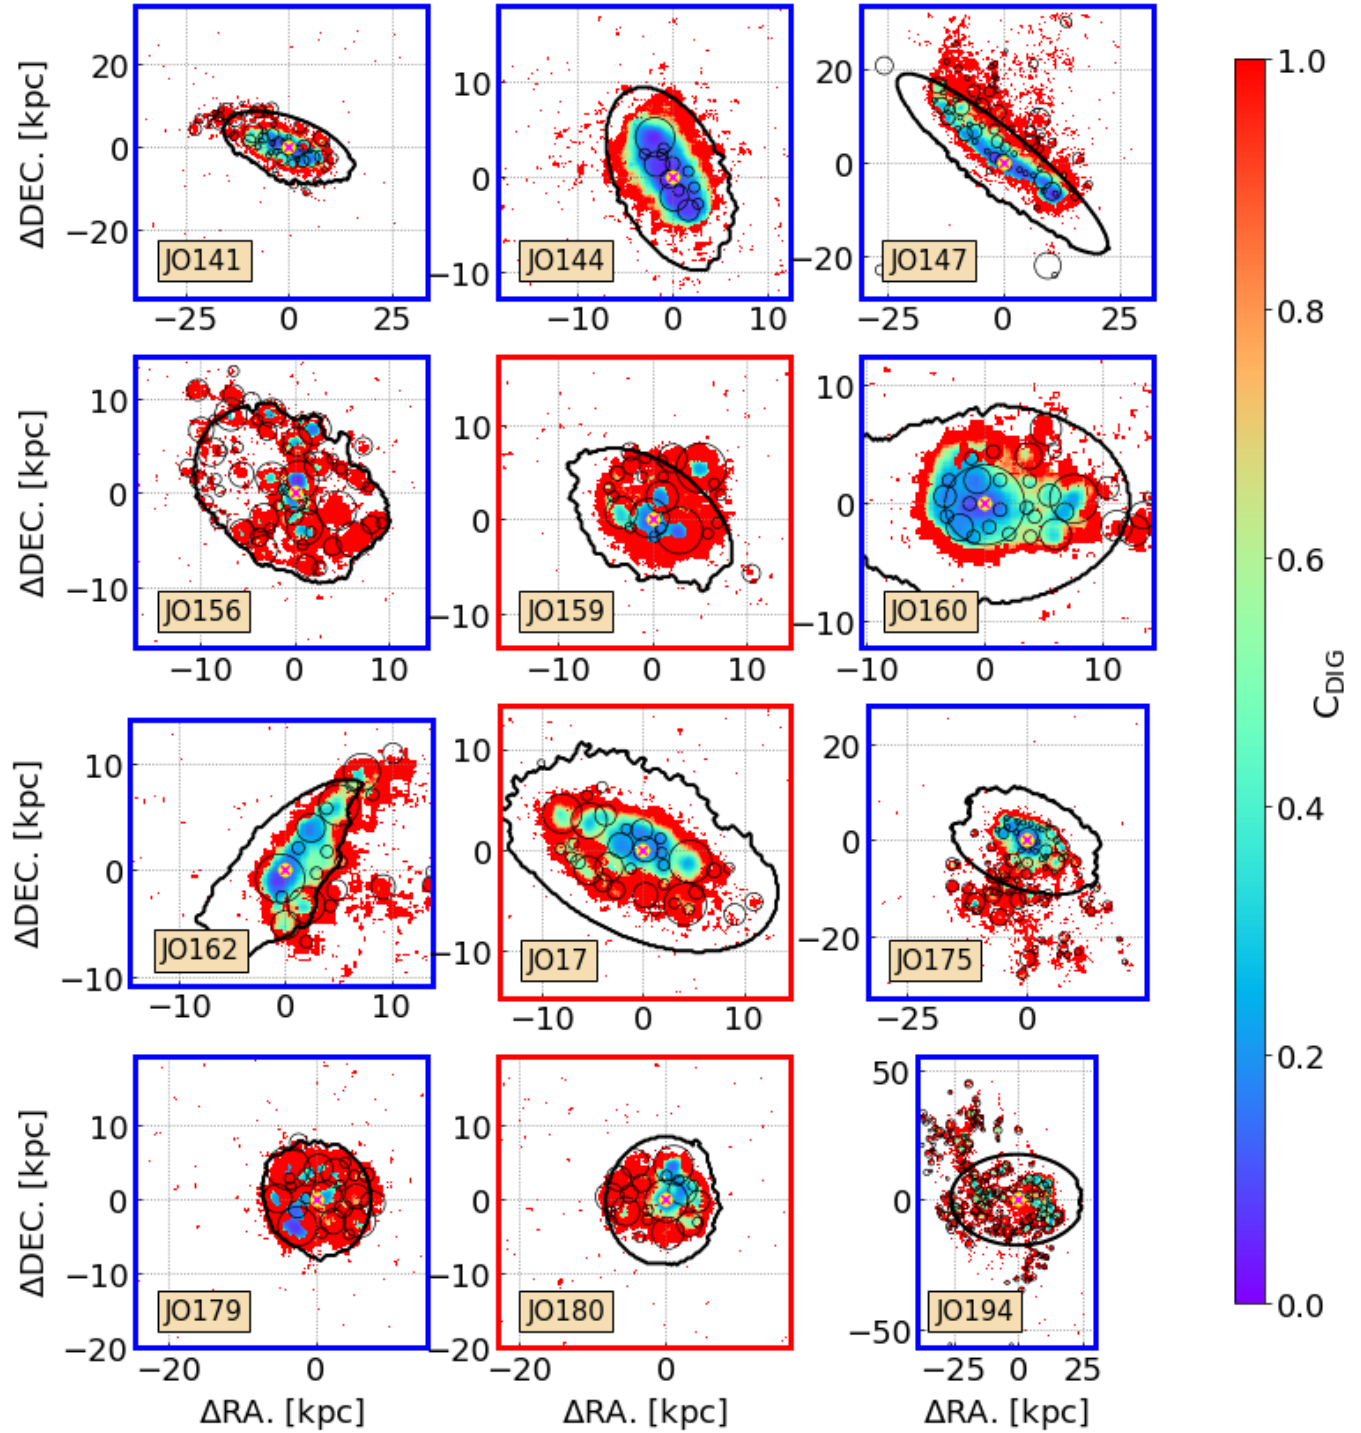 20
0
−20
ΔDEC. [kpc]
JO141
−25 0 25
10
0
−10
JO144
−10 0 10
20
0
−20
JO147
−25 0 25
10
0
−10
ΔDEC. [kpc]
JO156
−10 0 10
10
0
−10
JO159
−10 0 10
10
0
−10
JO160
−10 0 10
10
0
−10
ΔDEC. [kpc]
JO162
−10 0 10
10
0
−10
JO17
−10 0 10
20
0
−20
JO175
−25 0
10
0
−10
−20
ΔDEC. [kpc]
JO179
−20 0
ΔRA. [kpc]
10
0
−10
−20
JO180
−20 0
ΔRA. [kpc]
50
0
−50
JO194
−25 0 25
ΔRA. [kpc]
1.0
0.8
0.6
0.4
0.2
0.0
C_DIG